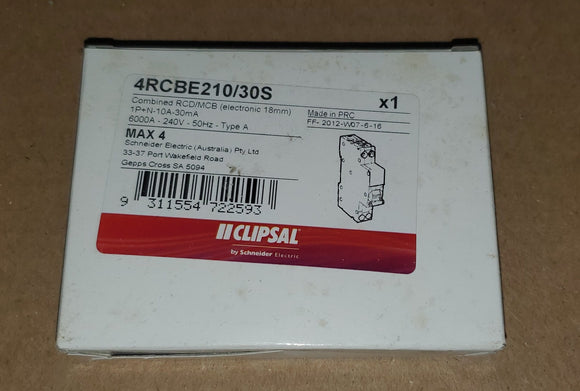 4RCBE210/30S
x1
Combined RCD/MCB (electronic 18mm)
1P+N-10A-30mA
6000A - 240V - 50Hz - Type A
Made in PRC
FF- 2012-W07-6-16
MAX 4
Schneider Electric (Australia) Pty Ltd
33-37 Port Wakefield Road
Gepps Cross SA 5094
9 311554 722593
CLIPSAL
by Schneider Electric